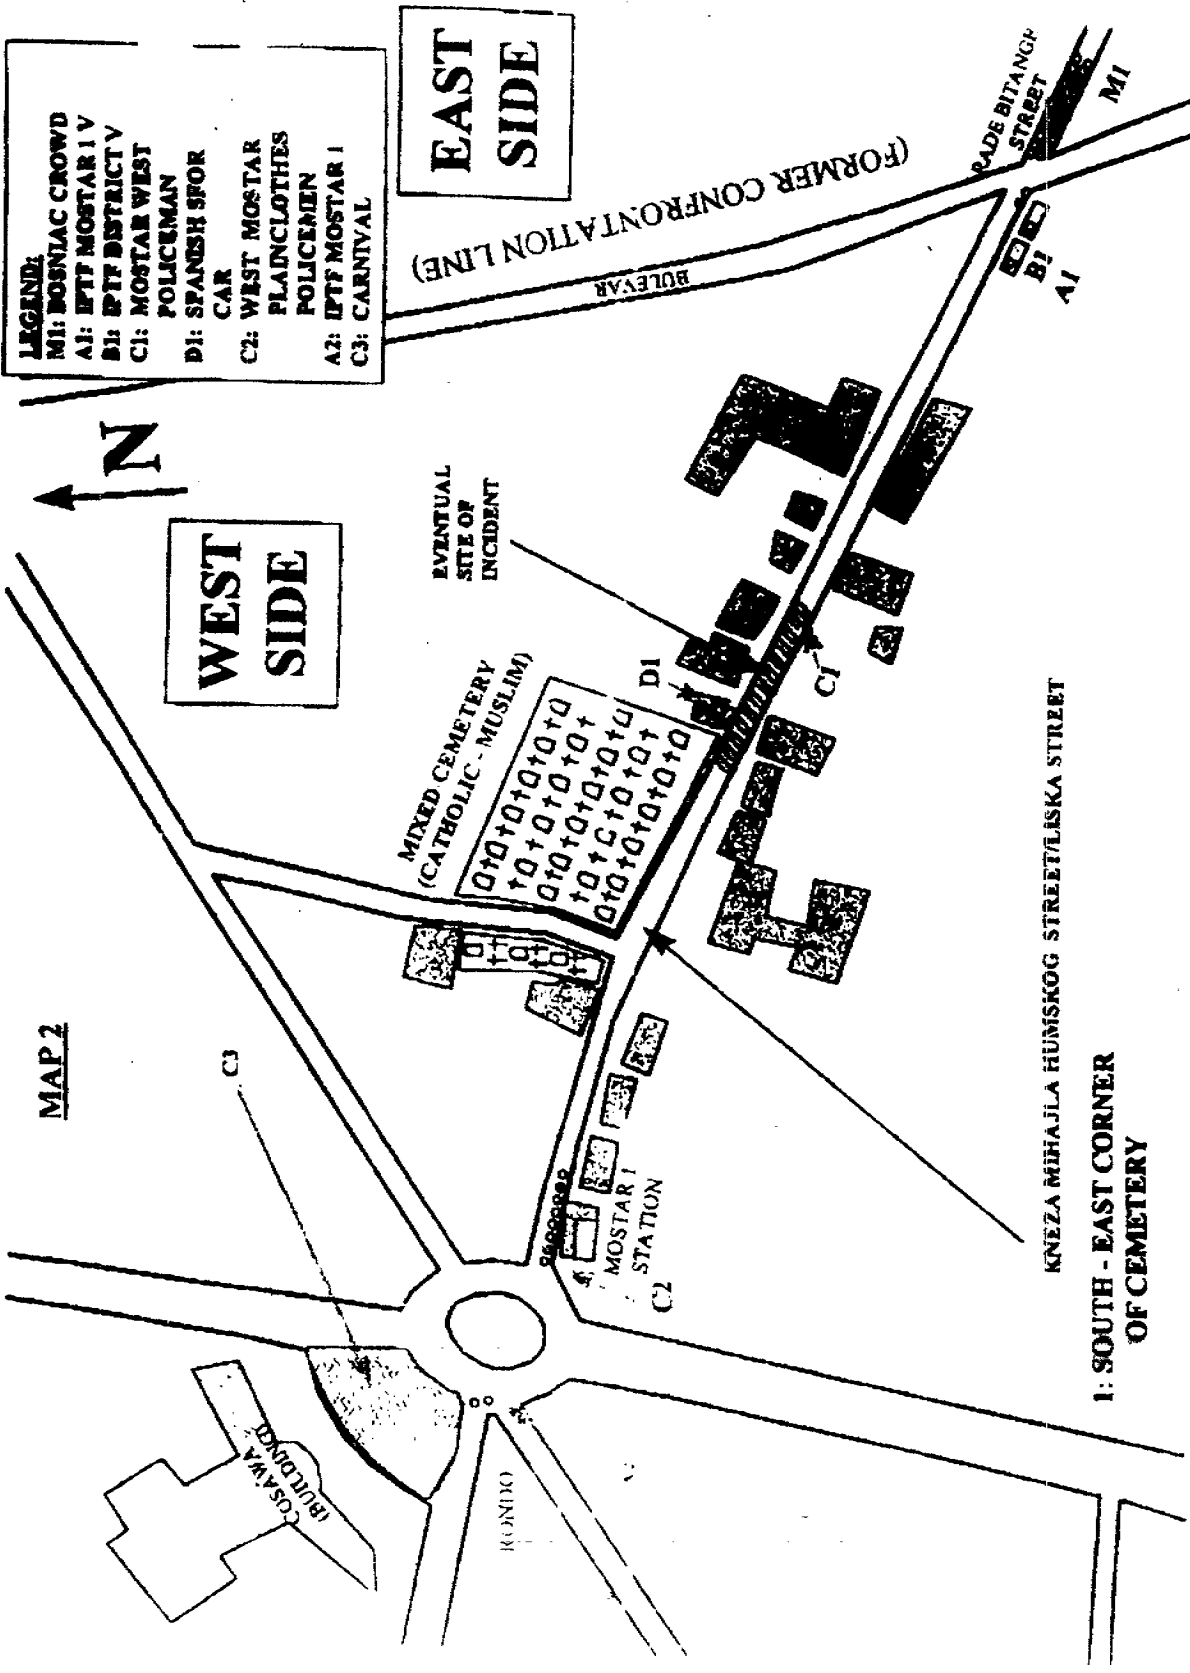 MAP 2
LEGEND:
M1: BOSNIAC CROWD
A1: IPTF MOSTAR 1 V
B1: IPTF DISTRICT V
C1: MOSTAR WEST
POLICEMAN
D1: SPANISH SFOR
CAR
C2: WEST MOSTAR
PLAINCLOTHES
POLICEMEN
A2: IPTF MOSTAR 1
C3: CARNIVAL
N
WEST
SIDE
EAST
SIDE
C3
COSAWA
(BUILDING)
MIXED CEMETERY
(CATHOLIC - MUSLIM)
EVENTUAL
SITE OF
INCIDENT
(FORMER CONFRONTATION LINE)
BULEVAR
D1
C1
RADE BITANGE
STREET
M1
B1
A1
MOSTAR 1
STATION
C2
RONDO
KNEZA MIHAJLA HUMSKOG STREET/LISKA STREET
1: SOUTH - EAST CORNER
OF CEMETERY